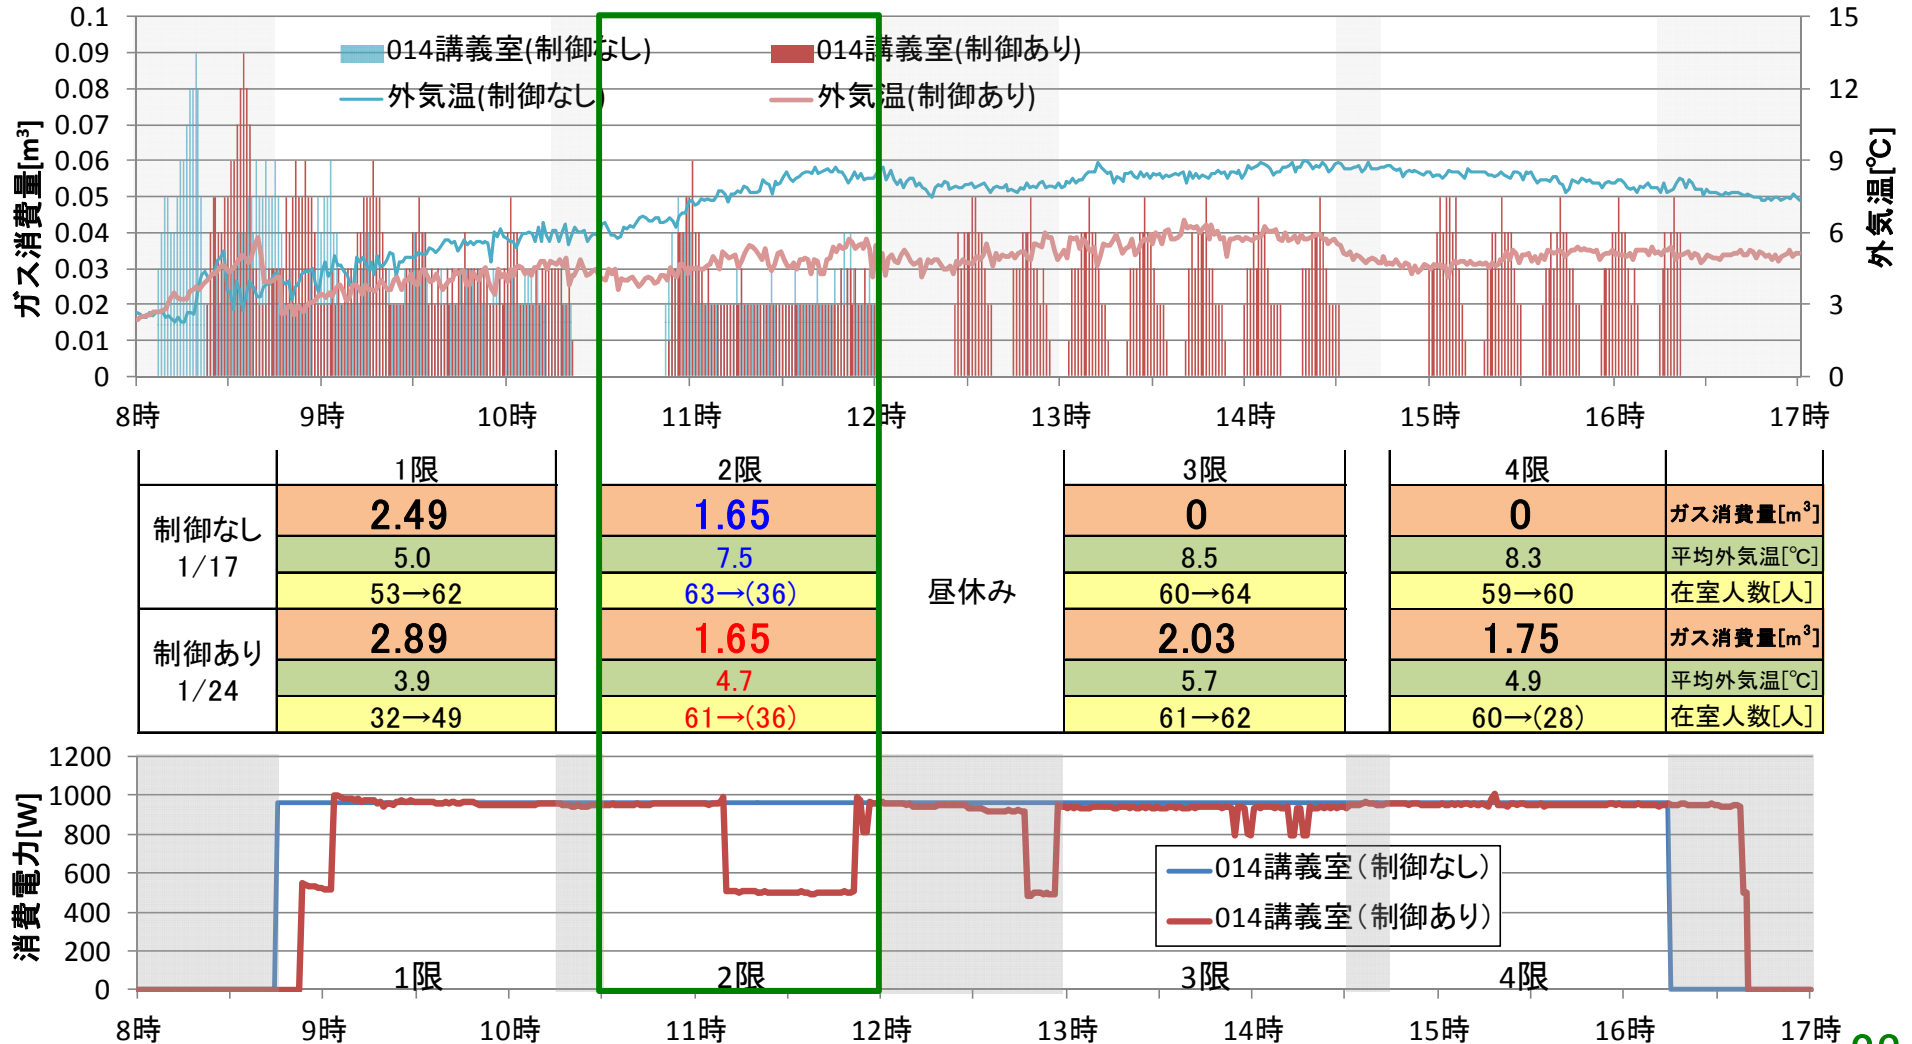 0.1
0.09
0.08
0.07
0.06
0.05
0.04
0.03
0.02
0.01
0
ガス消費量[m³]
014講義室(制御なし)
014講義室(制御あり)
外気温(制御なし)
外気温(制御あり)
15
12
9
6
3
0
外気温[℃]
8時 9時 10時 11時 12時 13時 14時 15時 16時 17時
1限 2限 3限 4限
制御なし
1/17
2.49 1.65 0 0 ガス消費量[m³]
5.0 7.5 8.5 8.3 平均外気温[℃]
53→62 63→(36) 60→64 59→60 在室人数[人]
昼休み
制御あり
1/24
2.89 1.65 2.03 1.75 ガス消費量[m³]
3.9 4.7 5.7 4.9 平均外気温[℃]
32→49 61→(36) 61→62 60→(28) 在室人数[人]
1200
1000
800
600
400
200
0
消費電力[W]
014講義室（制御なし）
014講義室（制御あり）
1限 2限 3限 4限
8時 9時 10時 11時 12時 13時 14時 15時 16時 17時